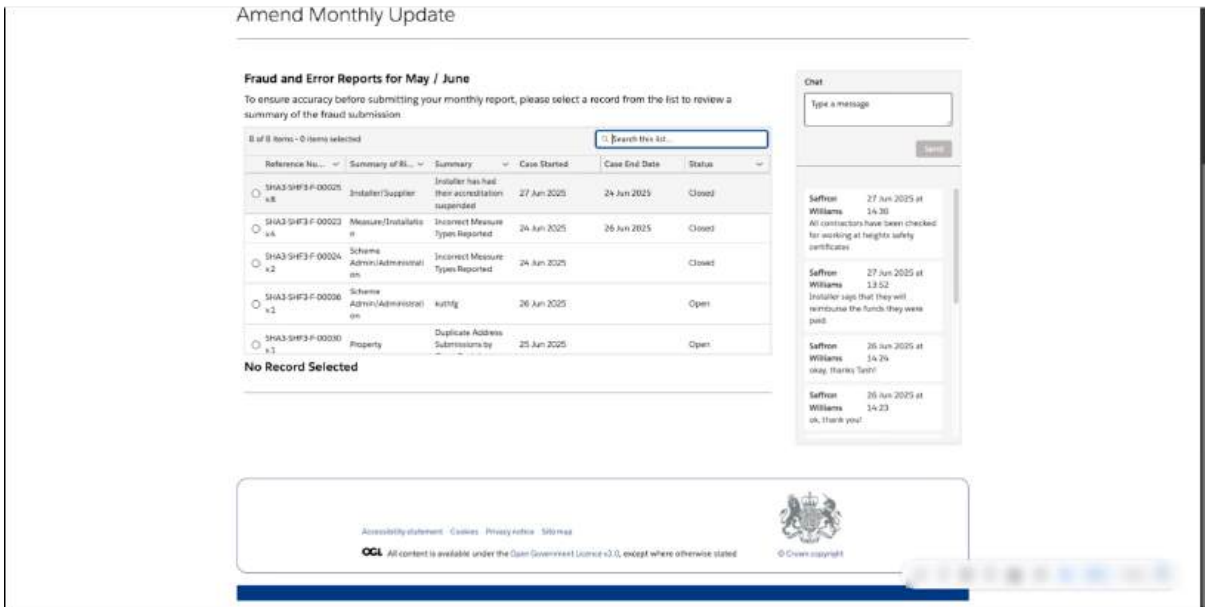 Amend Monthly Update
Fraud and Error Reports for May / June
To ensure accuracy before submitting your monthly report, please select a record from the list to review a
summary of the fraud submission
8 of 8 items - 0 items selected
Search this list...
Reference Nu... Summary of Ri... Summary Case Started Case End Date Status
SHA3-SHF3-F-00025
v.8
Installer/Supplier
Installer has had
their accreditation
suspended
27 Jun 2025 24 Jun 2025 Closed
SHA3-SHF3-F-00023
v.4
Measure/Installatio
n
Incorrect Measure
Types Reported
24 Jun 2025 26 Jun 2025 Closed
SHA3-SHF3-F-00024
v.2
Scheme
Admin/Administrati
on
Incorrect Measure
Types Reported
24 Jun 2025 Closed
SHA3-SHF3-F-00036
v.1
Scheme
Admin/Administrati
on
26 Jun 2025 Open
SHA3-SHF3-F-00030
v.1
Property
Duplicate Address
Submissions by
25 Jun 2025 Open
No Record Selected
Chat
Type a message
Send
Saffron
Williams
27 Jun 2025 at
14:30
All contractors have been checked
for working at heights safety
certificates
Saffron
Williams
27 Jun 2025 at
13:52
Installer says that they will
reimburse the funds they were
paid.
Saffron
Williams
26 Jun 2025 at
14:24
okay, thanks Tash!
Saffron
Williams
26 Jun 2025 at
14:23
ok, thank you!
Accessibility statement Cookies Privacy notice Site map
OGL All content is available under the Open Government Licence v3.0, except where otherwise stated
© Crown copyright